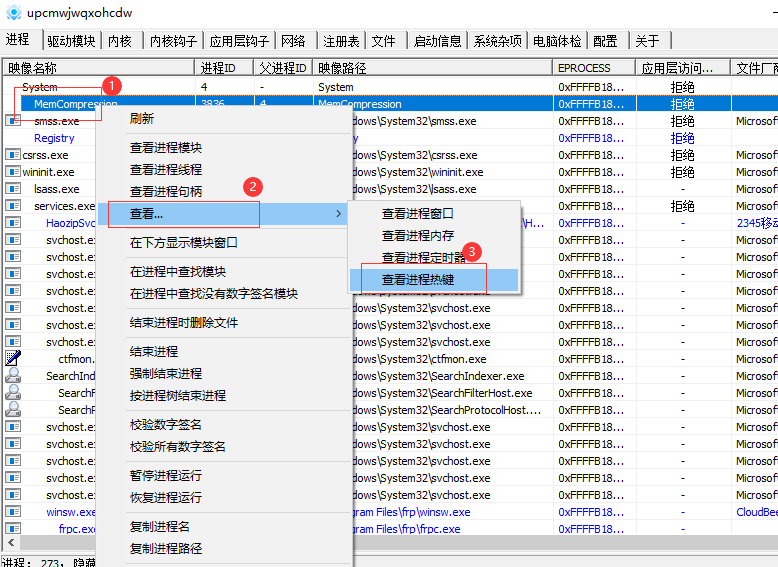 upcmwjwqxohcdw
进程 驱动模块 内核 内核钩子 应用层钩子 网络 注册表 文件 启动信息 系统杂项 电脑体检 配置 关于
映像名称 进程ID 父进程ID 映像路径 EPROCESS 应用层访问... 文件厂商
System 4 - System 0xFFFFB18... 拒绝
1
MemCompression 3836 4 MemCompression 0xFFFFB18... 拒绝
smss.exe dows\System32\smss.exe 0xFFFFB18... 拒绝 Microsof
Registry y 0xFFFFB18... 拒绝
csrss.exe dows\System32\csrss.exe 0xFFFFB18... 拒绝 Microsof
wininit.exe dows\System32\wininit.exe 0xFFFFB18... 拒绝 Microsof
lsass.exe dows\System32\lsass.exe 0xFFFFB18... - Microsof
services.exe 0xFFFFB18... 拒绝 Microsof
HaozipSvc \H... 0xFFFFB18... - 2345移动
svchost.ex 0xFFFFB18... - Microsof
svchost.ex 0xFFFFB18... - Microsof
svchost.ex 0xFFFFB18... - Microsof
svchost.ex 0xFFFFB18... - Microsof
svchost.ex dows\System32\svchost.exe 0xFFFFB18... - Microsof
svchost.ex dows\System32\svchost.exe 0xFFFFB18... - Microsof
svchost.ex dows\System32\svchost.exe 0xFFFFB18... - Microsof
ctfmon. dows\System32\ctfmon.exe 0xFFFFB18... - Microsof
SearchInd dows\System32\SearchIndexer.exe 0xFFFFB18... - Microsof
SearchF dows\System32\SearchFilterHost.exe 0xFFFFB18... - Microsof
SearchP dows\System32\SearchProtocolHost.... 0xFFFFB18... - Microsof
svchost.ex dows\System32\svchost.exe 0xFFFFB18... - Microsof
svchost.ex dows\System32\svchost.exe 0xFFFFB18... - Microsof
svchost.ex dows\System32\svchost.exe 0xFFFFB18... - Microsof
svchost.ex dows\System32\svchost.exe 0xFFFFB18... - Microsof
svchost.ex dows\System32\svchost.exe 0xFFFFB18... - Microsof
winsw.exe gram Files\frp\winsw.exe 0xFFFFB18... - CloudBee
frpc.exe gram Files\frp\frpc.exe 0xFFFFB18... -
刷新
查看进程模块
查看进程线程
查看进程句柄
2
查看...
在下方显示模块窗口
在进程中查找模块
在进程中查找没有数字签名模块
结束进程时删除文件
结束进程
强制结束进程
按进程树结束进程
校验数字签名
校验所有数字签名
暂停进程运行
恢复进程运行
复制进程名
复制进程路径
查看进程窗口
查看进程内存
查看进程定时器
3
查看进程热键
进程: 273, 隐藏